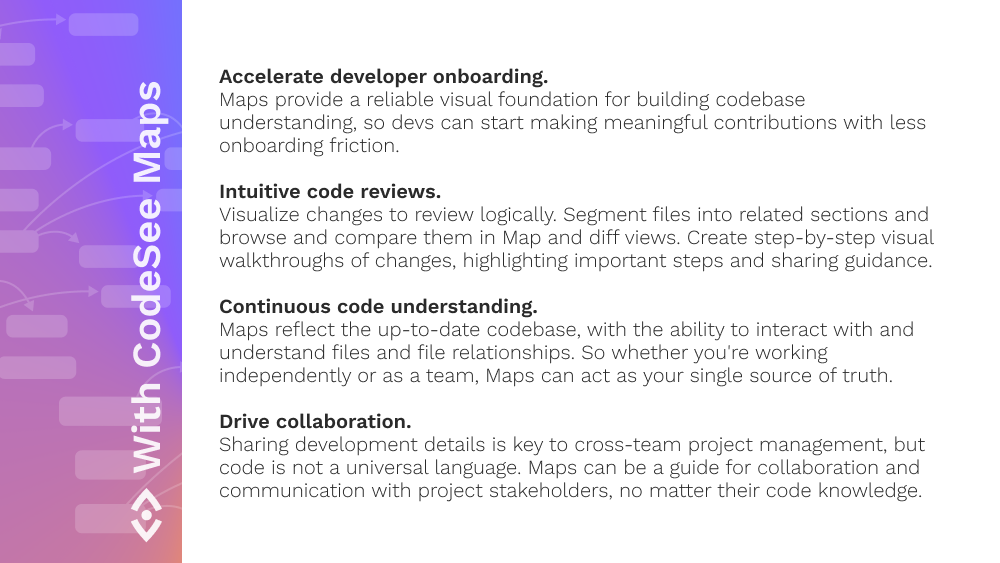 With CodeSee Maps
Accelerate developer onboarding.
Maps provide a reliable visual foundation for building codebase
understanding, so devs can start making meaningful contributions with less
onboarding friction.
Intuitive code reviews.
Visualize changes to review logically. Segment files into related sections and
browse and compare them in Map and diff views. Create step-by-step visual
walkthroughs of changes, highlighting important steps and sharing guidance.
Continuous code understanding.
Maps reflect the up-to-date codebase, with the ability to interact with and
understand files and file relationships. So whether you're working
independently or as a team, Maps can act as your single source of truth.
Drive collaboration.
Sharing development details is key to cross-team project management, but
code is not a universal language. Maps can be a guide for collaboration and
communication with project stakeholders, no matter their code knowledge.